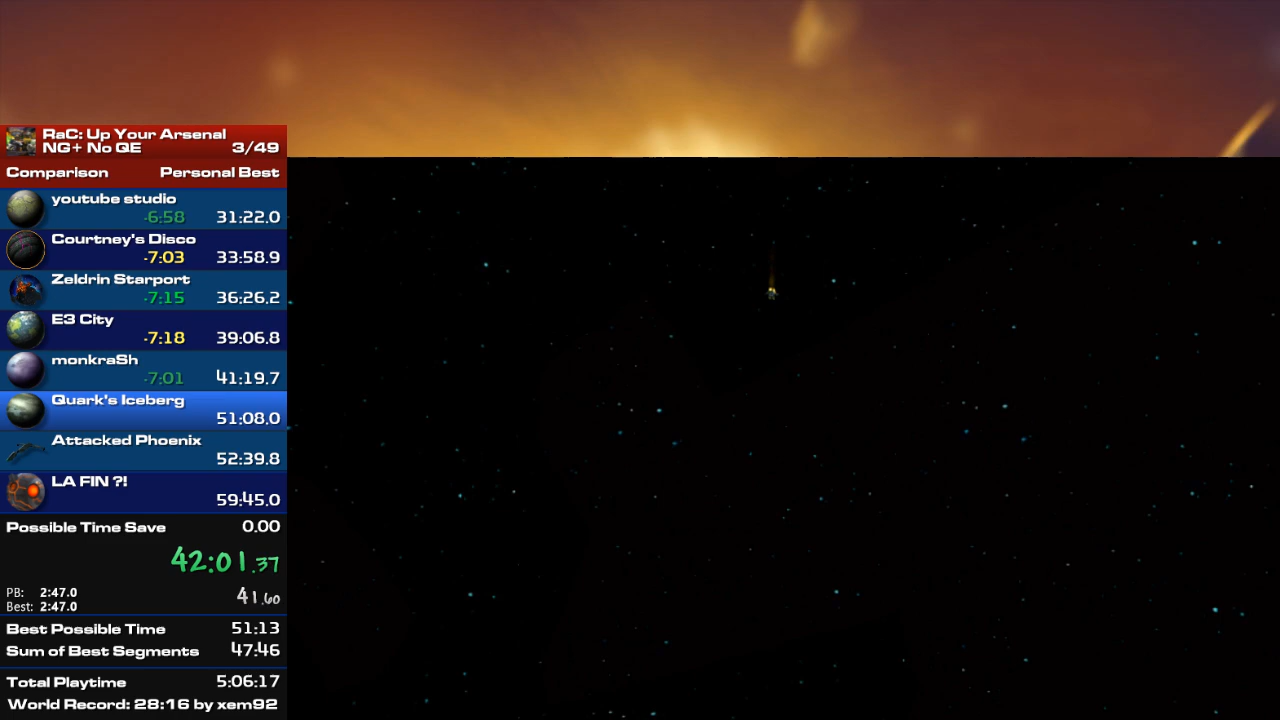 RaC: Up Your Arsenal
NG+ No QE 3/49
Comparison Personal Best
youtube studio
-6:58 31:22.0
Courtney's Disco
-7:03 33:58.9
Zeldrin Starport
-7:15 36:26.2
E3 City
-7:18 39:06.8
monkraSh
-7:01 41:19.7
Quark's Iceberg
51:08.0
Attacked Phoenix
52:39.8
LA FIN ?!
59:45.0
Possible Time Save 0.00
42:01.37
PB: 2:47.0 41.60
Best: 2:47.0
Best Possible Time 51:13
Sum of Best Segments 47:46
Total Playtime 5:06:17
World Record: 28:16 by xem92